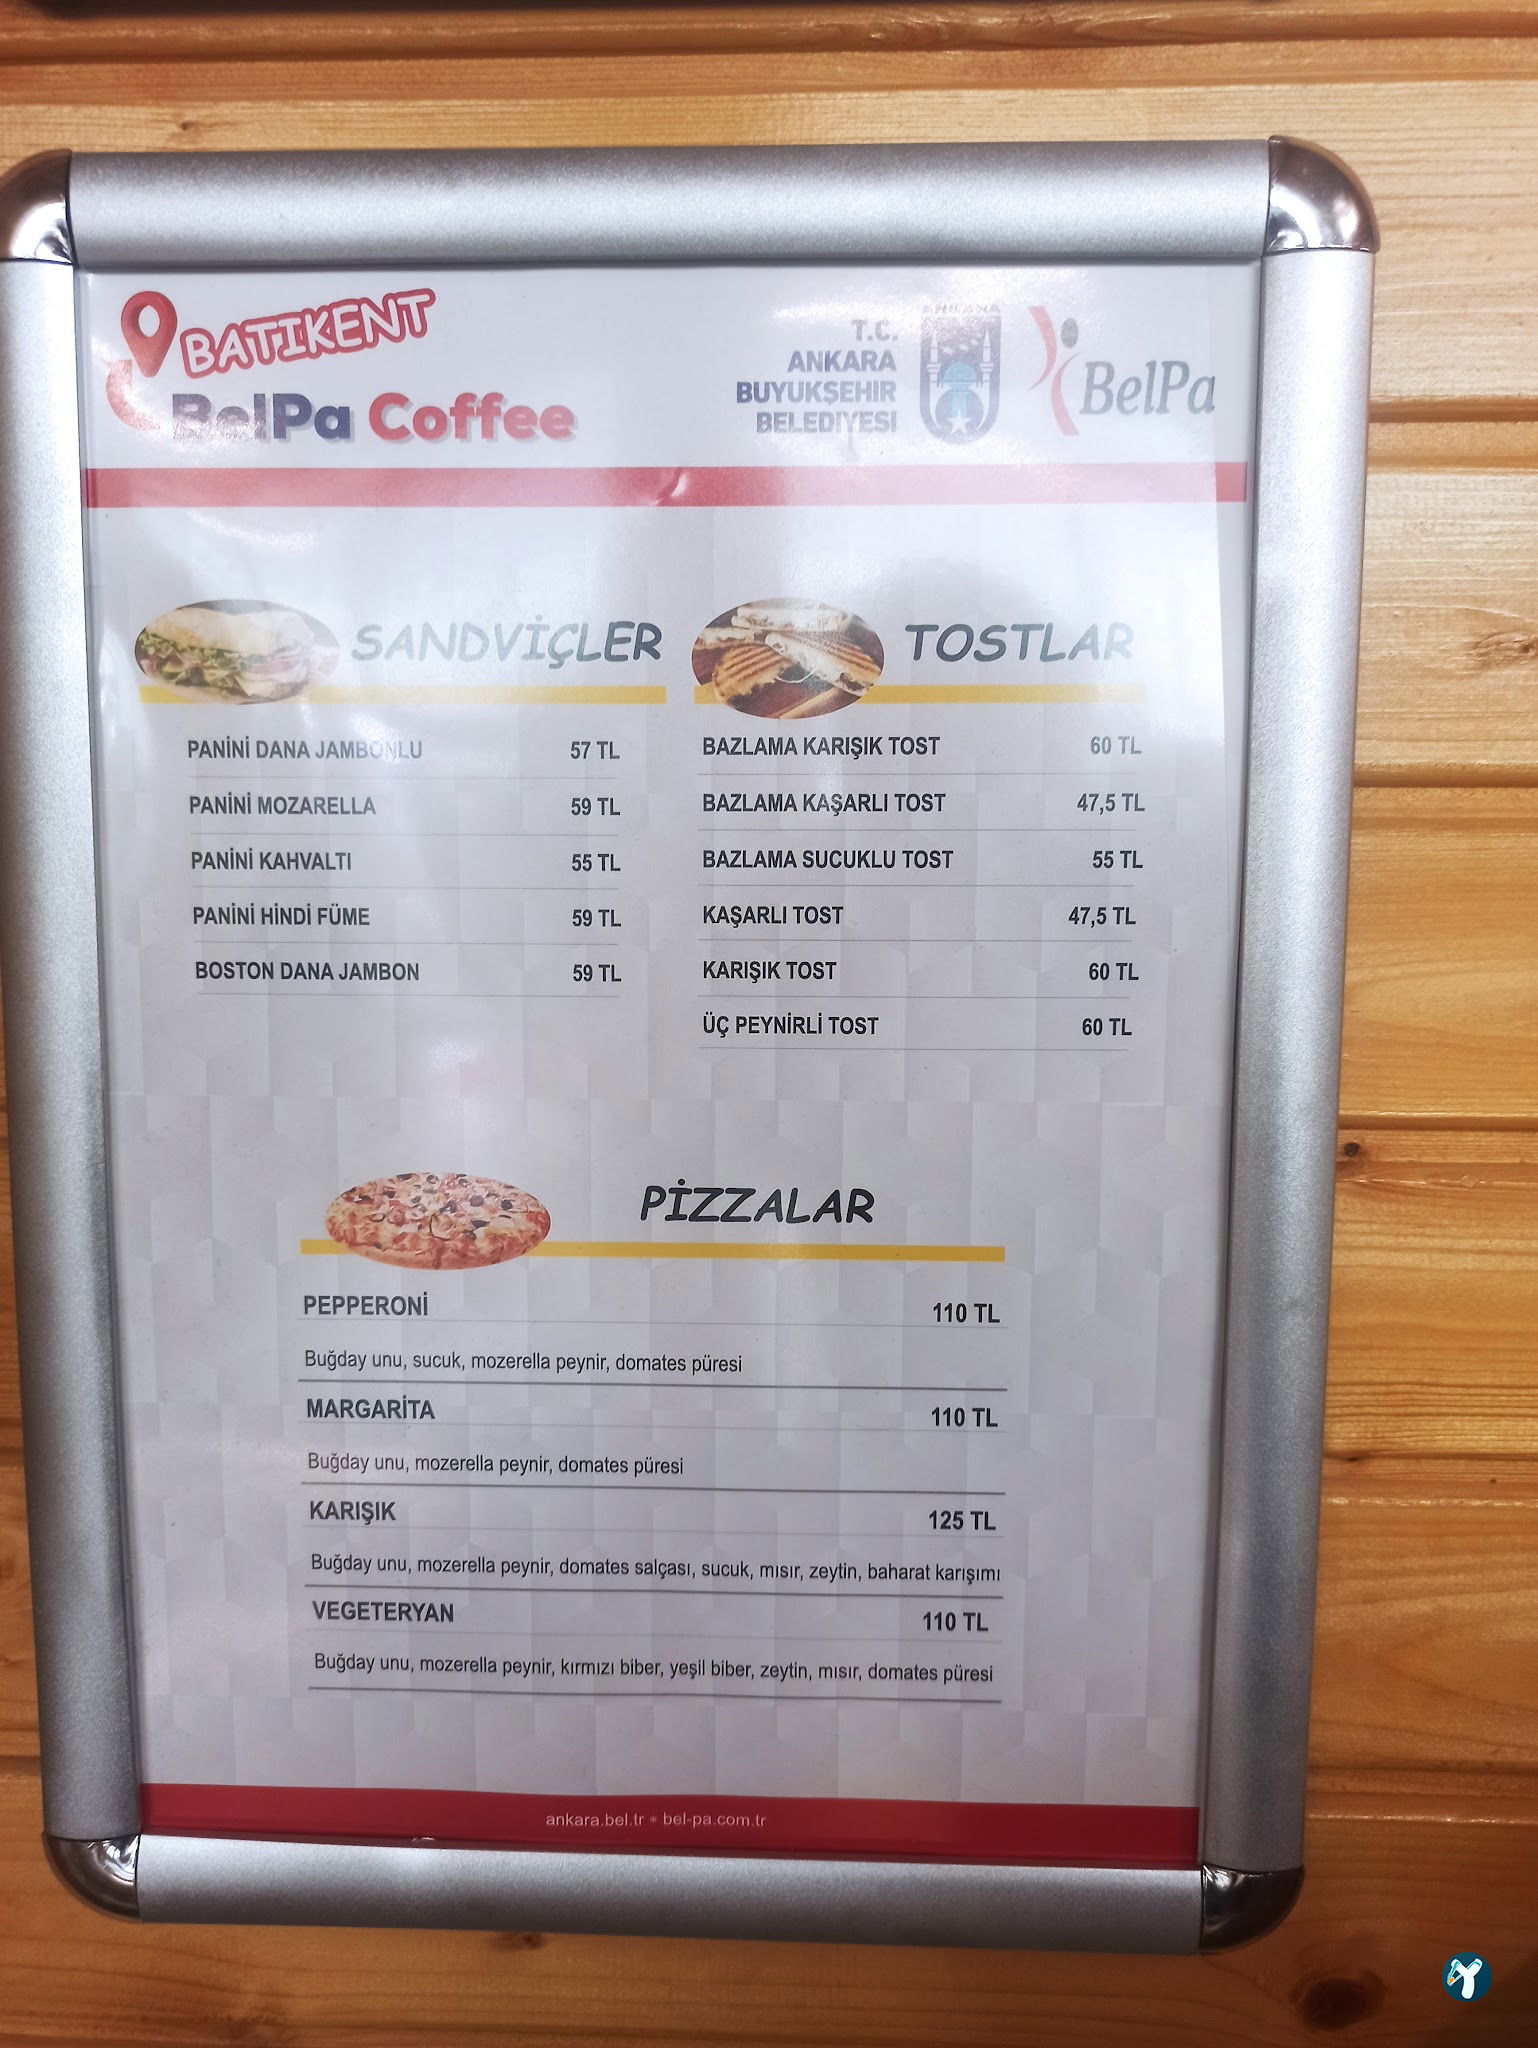 BATIKENT
BelPa Coffee
ANKARA
T.C.
ANKARA
BÜYÜKŞEHİR
BELEDİYESİ
BelPa
SANDVİÇLER
PANİNİ DANA JAMBONLU 57 TL
PANİNİ MOZARELLA 59 TL
PANİNİ KAHVALTI 55 TL
PANİNİ HİNDİ FÜME 59 TL
BOSTON DANA JAMBON 59 TL
TOSTLAR
BAZLAMA KARIŞIK TOST 60 TL
BAZLAMA KAŞARLI TOST 47,5 TL
BAZLAMA SUCUKLU TOST 55 TL
KAŞARLI TOST 47,5 TL
KARIŞIK TOST 60 TL
ÜÇ PEYNİRLİ TOST 60 TL
PİZZALAR
PEPPERONİ 110 TL
Buğday unu, sucuk, mozerella peynir, domates püresi
MARGARİTA 110 TL
Buğday unu, mozerella peynir, domates püresi
KARIŞIK 125 TL
Buğday unu, mozerella peynir, domates salçası, sucuk, mısır, zeytin, baharat karışımı
VEGETERYAN 110 TL
Buğday unu, mozerella peynir, kırmızı biber, yeşil biber, zeytin, mısır, domates püresi
ankara.bel.tr • bel-pa.com.tr